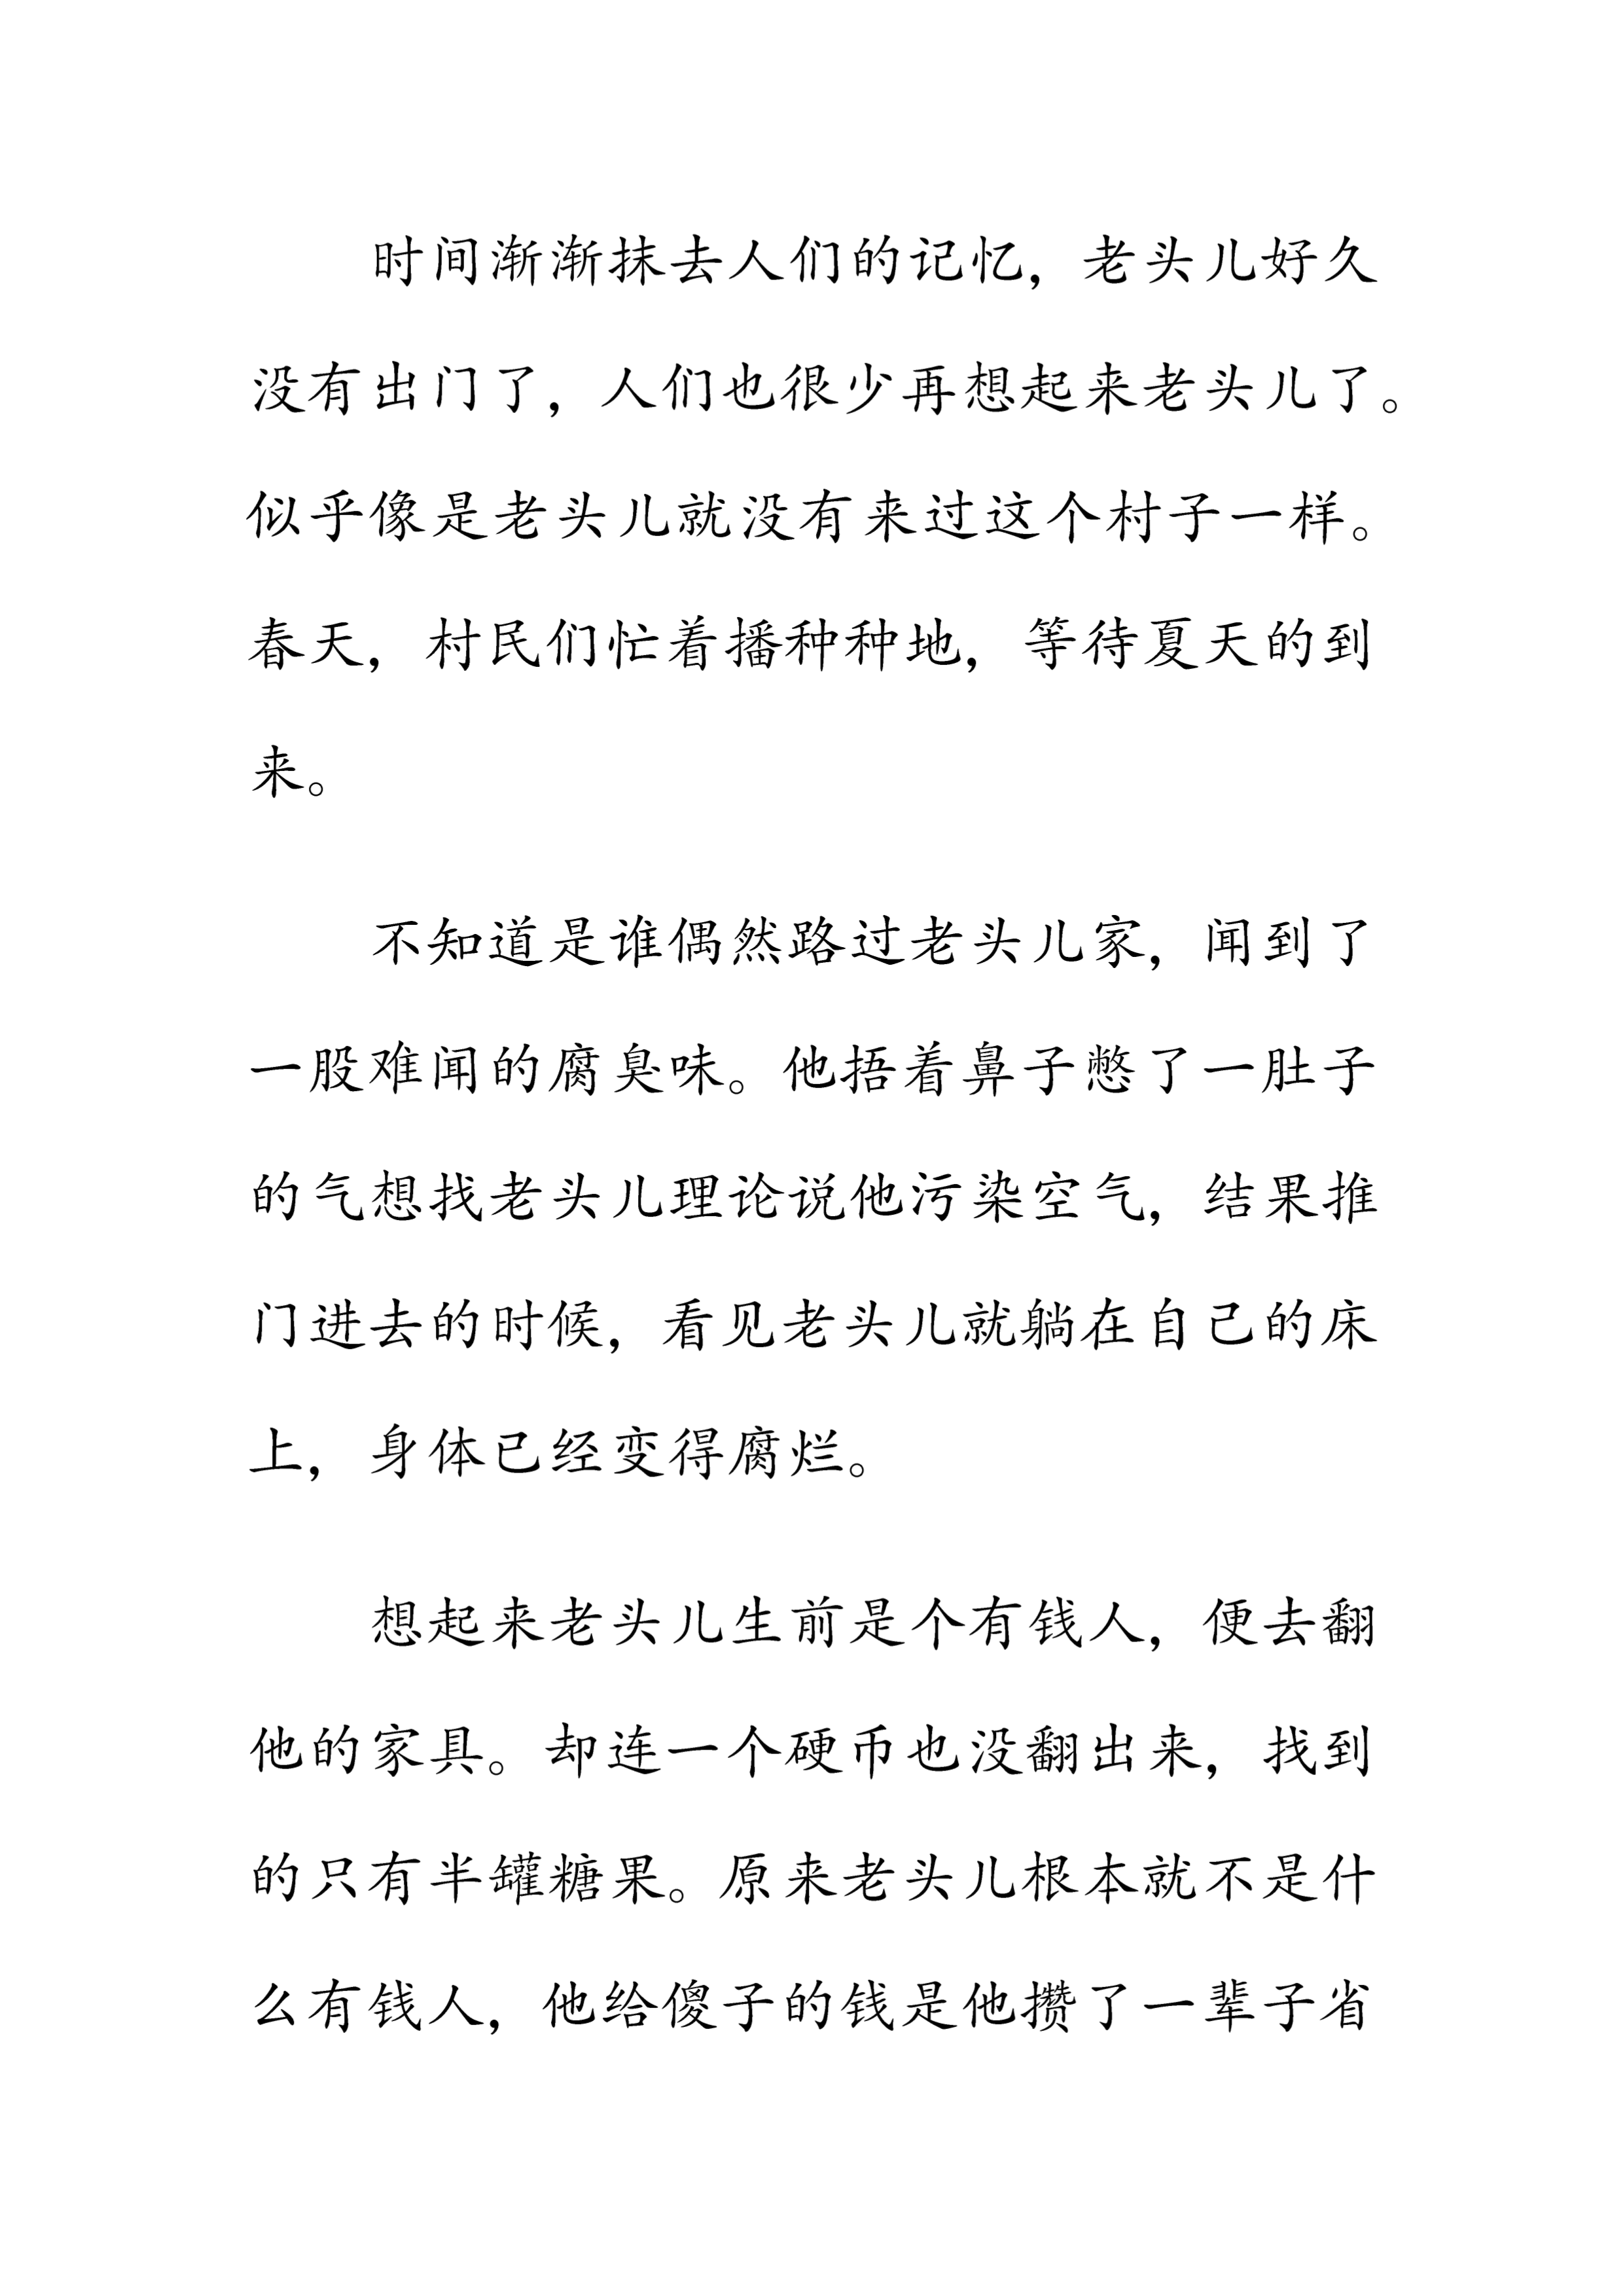 时间渐渐抹去人们的记忆，老头儿好久
没有出门了，人们也很少再想起来老头儿了。
似乎像是老头儿就没有来过这个村子一样。
春天，村民们忙着播种种地，等待夏天的到
来。
不知道是谁偶然路过老头儿家，闻到了
一股难闻的腐臭味。他捂着鼻子憋了一肚子
的气想找老头儿理论说他污染空气，结果推
门进去的时候，看见老头儿就躺在自己的床
上，身体已经变得腐烂。
想起来老头儿生前是个有钱人，便去翻
他的家具。却连一个硬币也没翻出来，找到
的只有半罐糖果。原来老头儿根本就不是什
么有钱人，他给傻子的钱是他攒了一辈子省